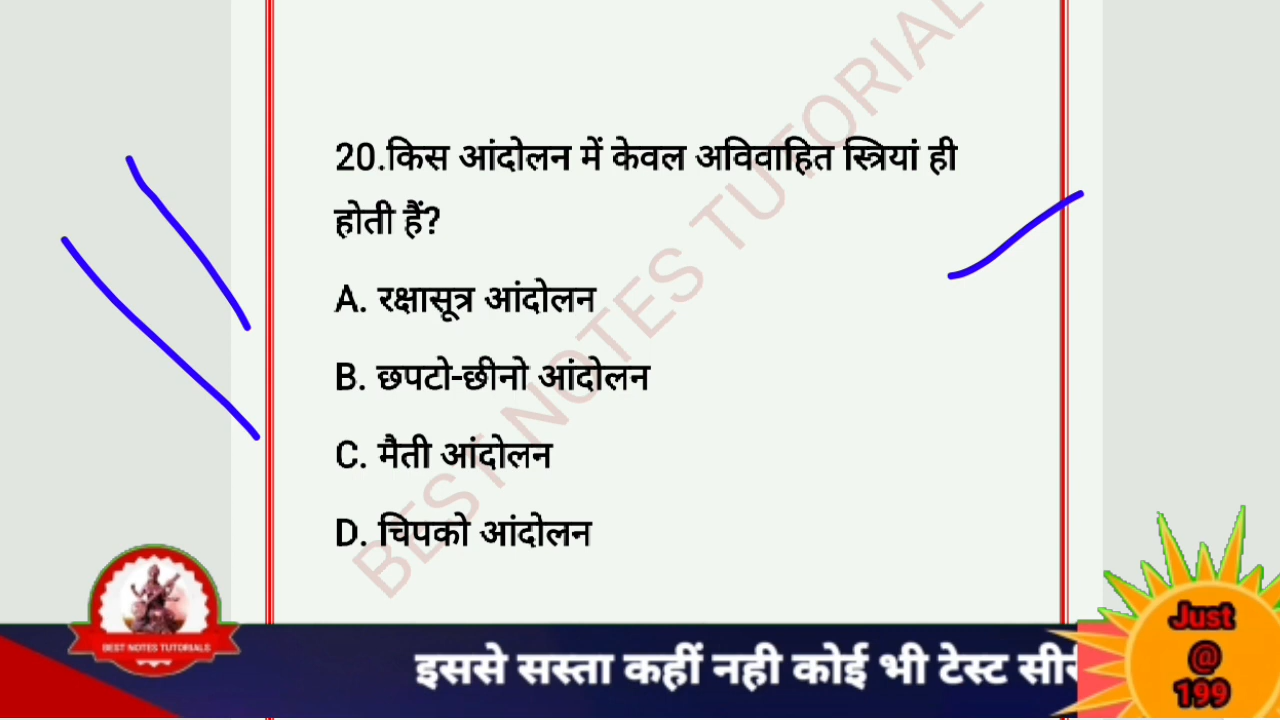 20.किस आंदोलन में केवल अविवाहित स्त्रियां ही
होती हैं?
A. रक्षासूत्र आंदोलन
B. छपटो-छीनो आंदोलन
C. मैती आंदोलन
D. चिपको आंदोलन
BEST NOTES TUTORIAL
BEST NOTES TUTORIALS
इससे सस्ता कहीं नही कोई भी टेस्ट
Just
@
199